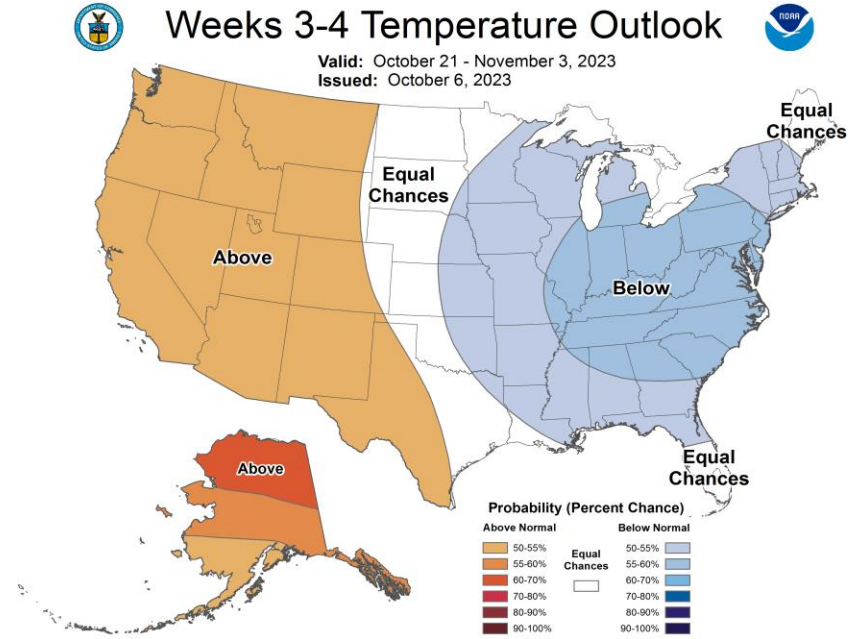 Weeks 3-4 Temperature Outlook
NOAA
Valid: October 21 - November 3, 2023
Issued: October 6, 2023
Equal
Chances
Equal
Chances
Above
Below
Above
Equal
Chances
Probability (Percent Chance)
Above Normal
Below Normal
50-55%
55-60%
60-70%
70-80%
80-90%
90-100%
Equal
Chances
50-55%
55-60%
60-70%
70-80%
80-90%
90-100%